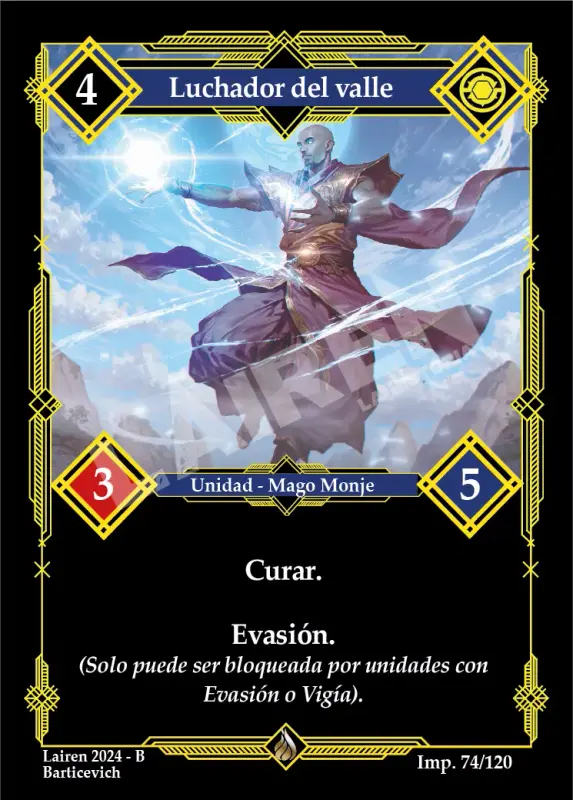 4
Luchador del valle
LAIREN
3
Unidad - Mago Monje
5
Curar.
Evasión.
(Solo puede ser bloqueada por unidades con
Evasión o Vigía).
Lairen 2024 - B
Barticevich
Imp. 74/120